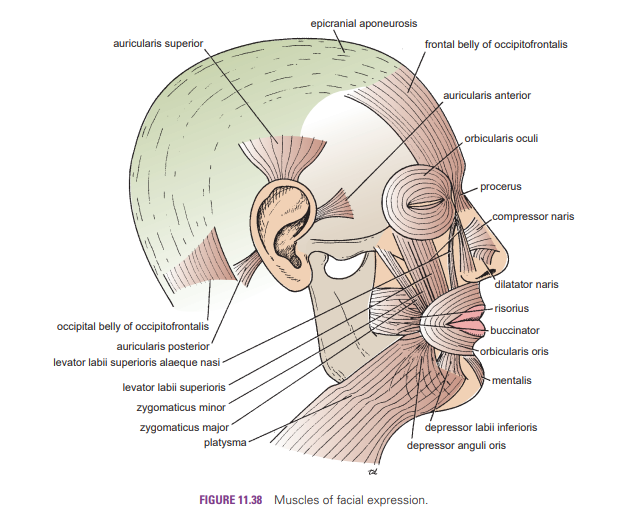 epicranial aponeurosis
auricularis superior
frontal belly of occipitofrontalis
auricularis anterior
orbicularis oculi
procerus
compressor naris
dilatator naris
risorius
occipital belly of occipitofrontalis
buccinator
auricularis posterior
orbicularis oris
levator labii superioris alaeque nasi
mentalis
levator labii superioris
zygomaticus minor
zygomaticus major
depressor labii inferioris
platysma
depressor anguli oris
FIGURE 11.38 Muscles of facial expression.